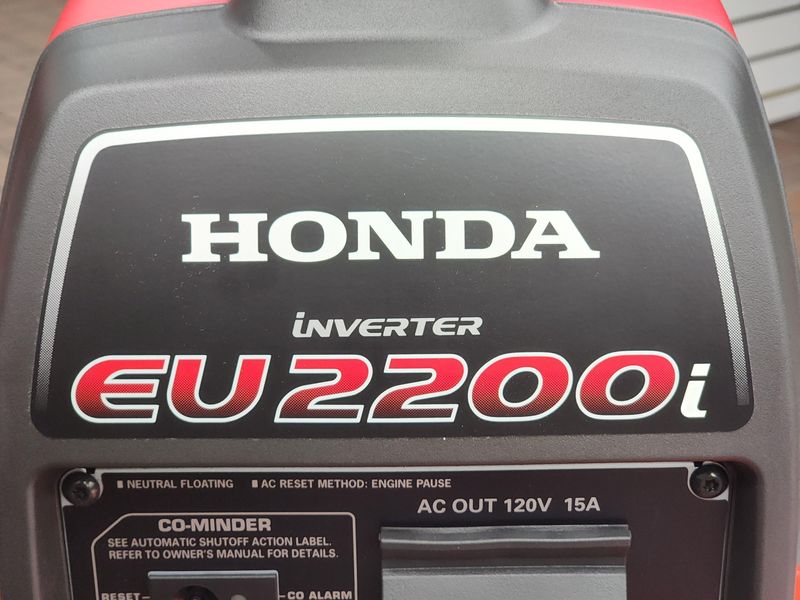 HONDA
INVERTER
EU2200i
NEUTRAL FLOATING AC RESET METHOD: ENGINE PAUSE
AC OUT 120V 15A
CO-MINDER
SEE AUTOMATIC SHUTOFF ACTION LABEL.
REFER TO OWNER'S MANUAL FOR DETAILS.
RESET CO ALARM